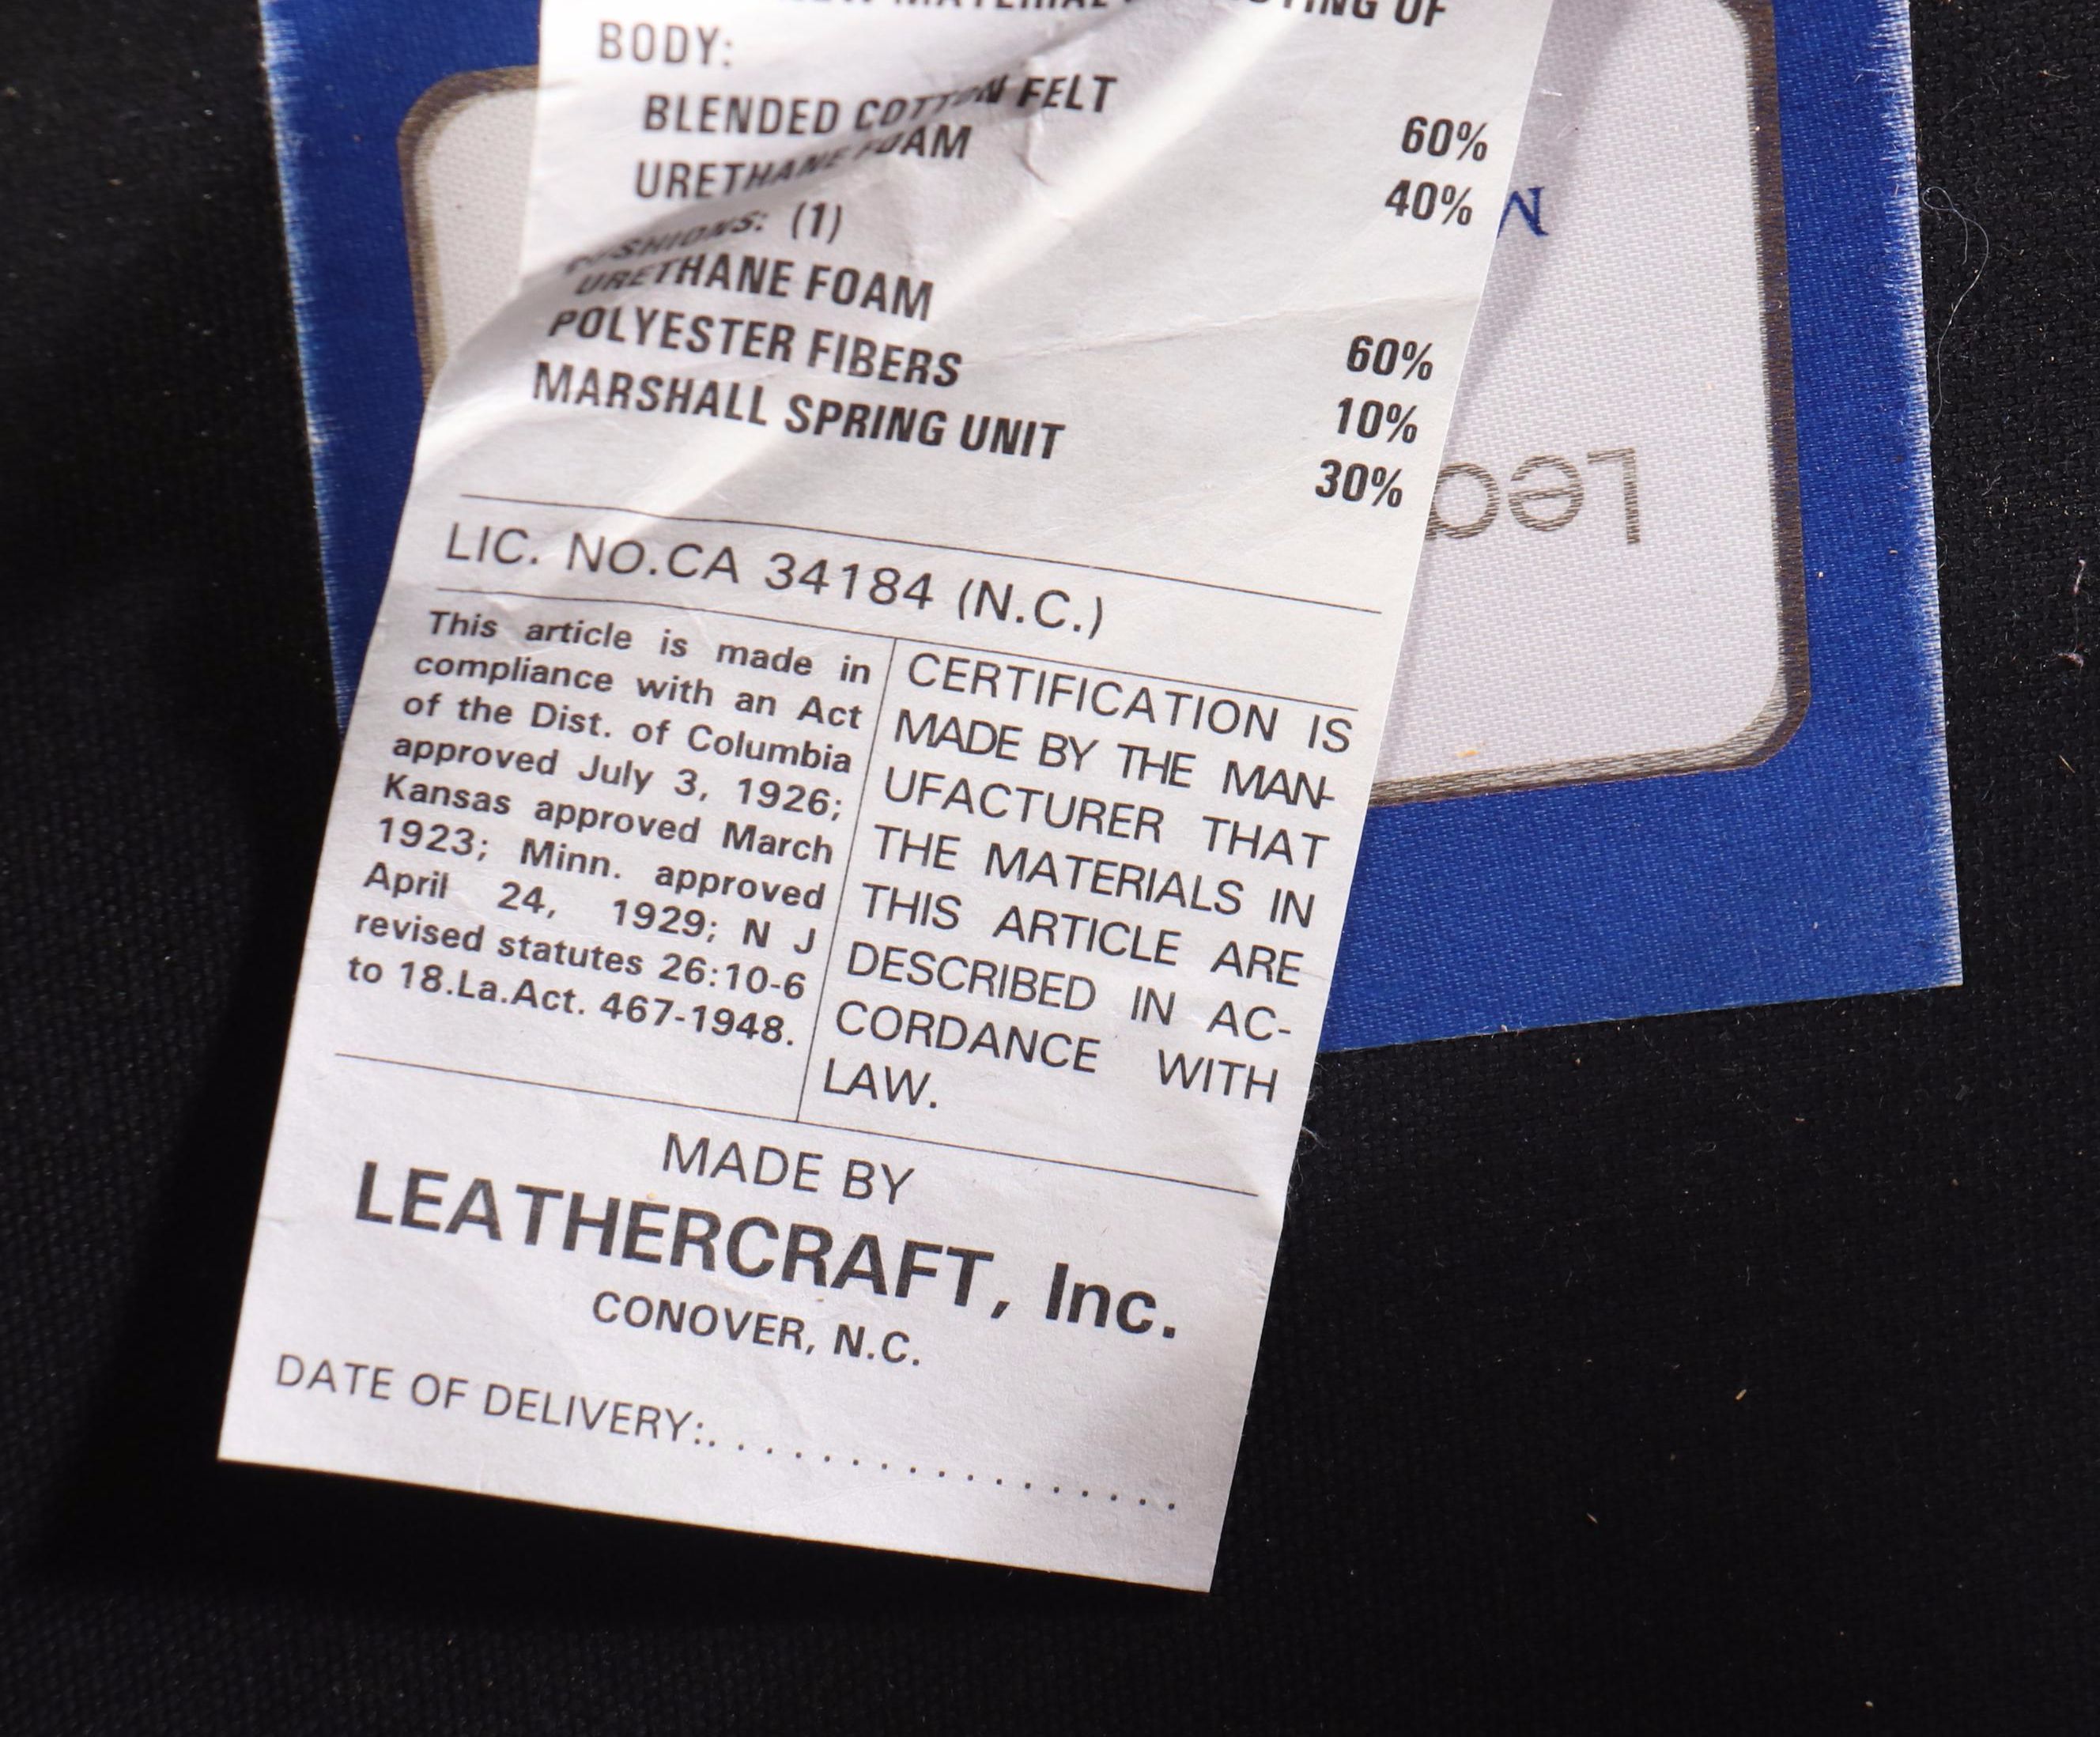 MATERIAL
OF
BODY:
BLENDED COTTON FELT 60%
URETHANE FOAM 40%
CUSHIONS: (1)
URETHANE FOAM 60%
POLYESTER FIBERS 10%
MARSHALL SPRING UNIT 30%
LIC. NO.CA 34184 (N.C.)
This article is made in
compliance with an Act
of the Dist. of Columbia
approved July 3, 1926;
Kansas approved March
1923; Minn. approved
April 24, 1929; N J
revised statutes 26:10-6
to 18.La.Act. 467-1948.
CERTIFICATION IS
MADE BY THE MAN-
UFACTURER THAT
THE MATERIALS IN
THIS ARTICLE ARE
DESCRIBED IN AC-
CORDANCE WITH
LAW.
MADE BY
LEATHERCRAFT, Inc.
CONOVER, N.C.
DATE OF DELIVERY:................
Lea
M